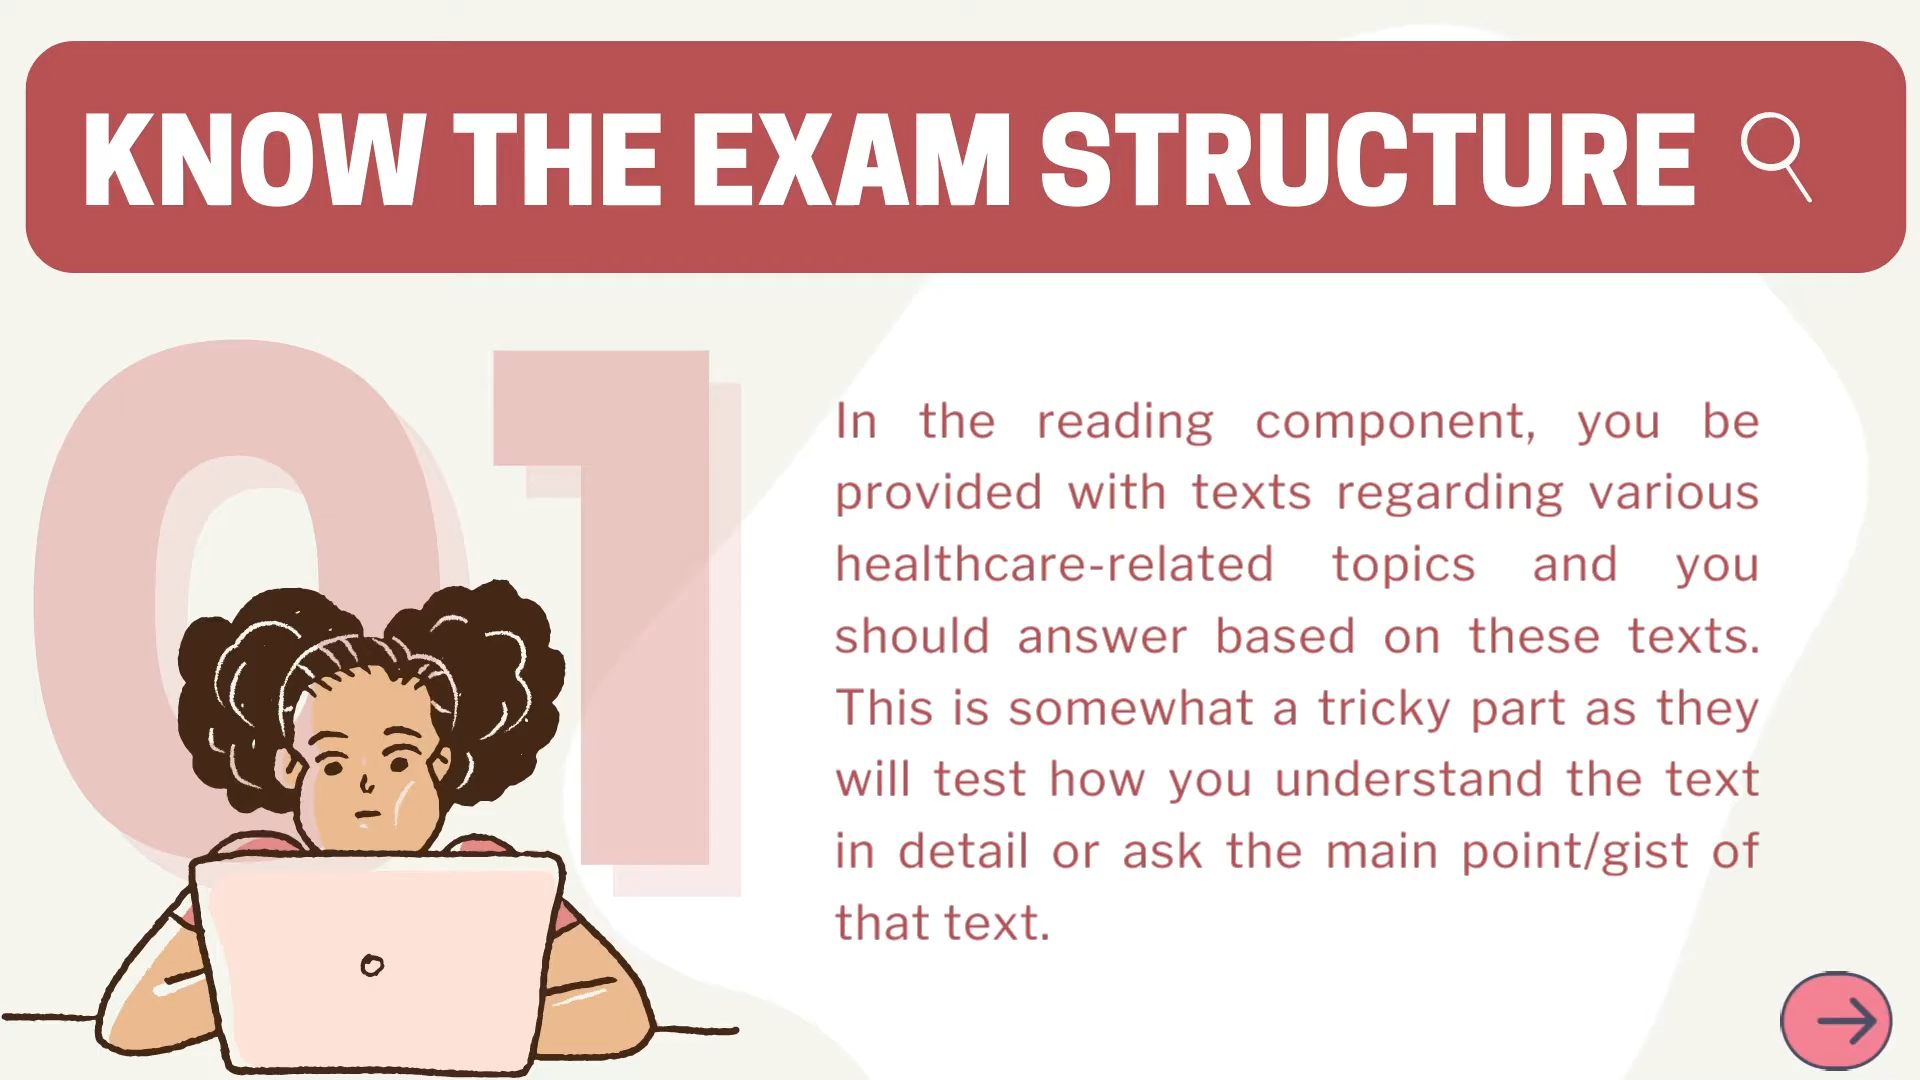 KNOW THE EXAM STRUCTURE
01
In the reading component, you be
provided with texts regarding various
healthcare-related topics and you
should answer based on these texts.
This is somewhat a tricky part as they
will test how you understand the text
in detail or ask the main point/gist of
that text.